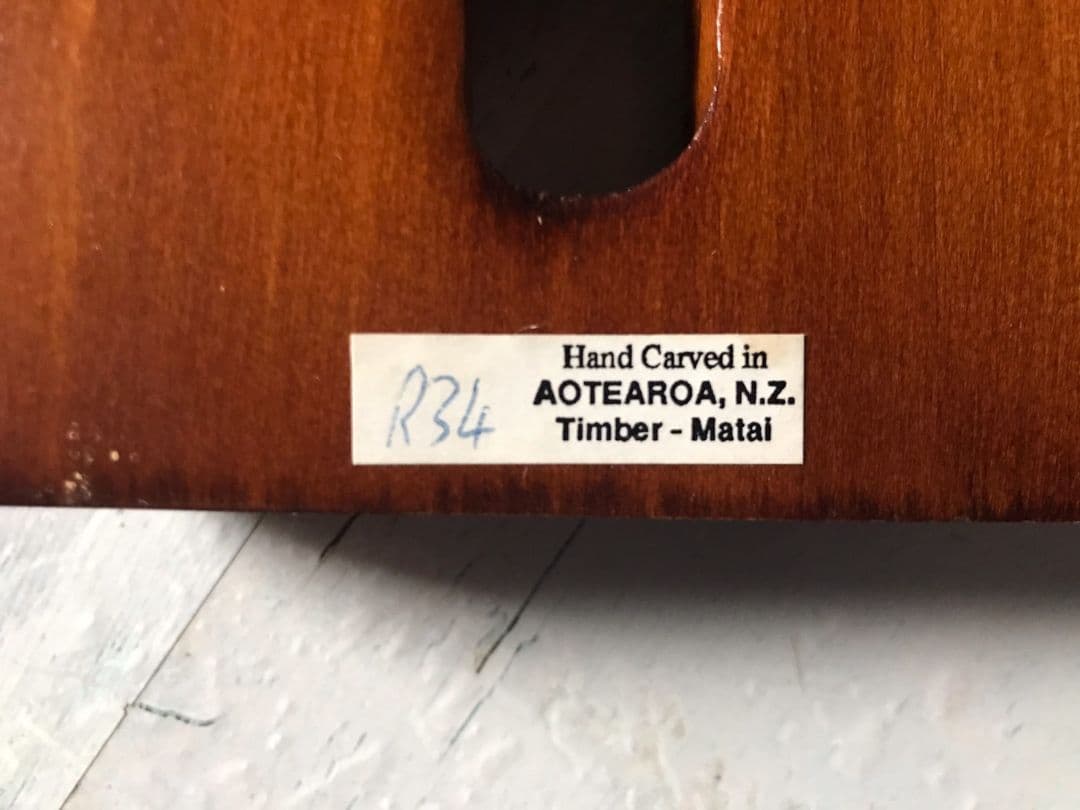 R34
Hand Carved in
AOTEAROA, N.Z.
Timber - Matai